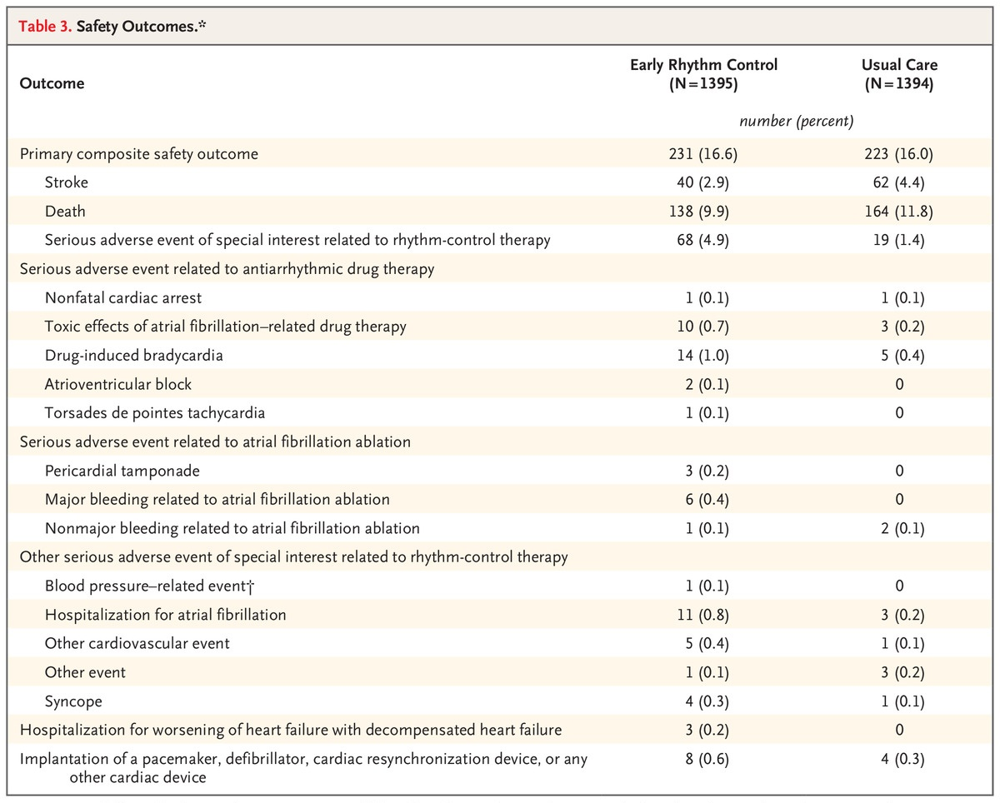 Table 3. Safety Outcomes.*
Outcome Early Rhythm Control (N=1395) Usual Care (N=1394)
number (percent)
Primary composite safety outcome 231 (16.6) 223 (16.0)
Stroke 40 (2.9) 62 (4.4)
Death 138 (9.9) 164 (11.8)
Serious adverse event of special interest related to rhythm-control therapy 68 (4.9) 19 (1.4)
Serious adverse event related to antiarrhythmic drug therapy
Nonfatal cardiac arrest 1 (0.1) 1 (0.1)
Toxic effects of atrial fibrillation–related drug therapy 10 (0.7) 3 (0.2)
Drug-induced bradycardia 14 (1.0) 5 (0.4)
Atrioventricular block 2 (0.1) 0
Torsades de pointes tachycardia 1 (0.1) 0
Serious adverse event related to atrial fibrillation ablation
Pericardial tamponade 3 (0.2) 0
Major bleeding related to atrial fibrillation ablation 6 (0.4) 0
Nonmajor bleeding related to atrial fibrillation ablation 1 (0.1) 2 (0.1)
Other serious adverse event of special interest related to rhythm-control therapy
Blood pressure–related event† 1 (0.1) 0
Hospitalization for atrial fibrillation 11 (0.8) 3 (0.2)
Other cardiovascular event 5 (0.4) 1 (0.1)
Other event 1 (0.1) 3 (0.2)
Syncope 4 (0.3) 1 (0.1)
Hospitalization for worsening of heart failure with decompensated heart failure 3 (0.2) 0
Implantation of a pacemaker, defibrillator, cardiac resynchronization device, or any 8 (0.6) 4 (0.3)
other cardiac device